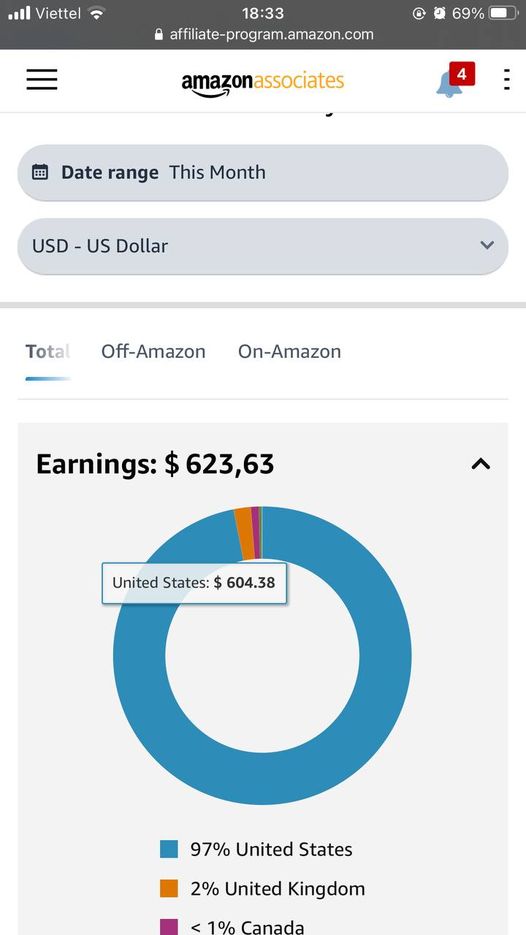 Viettel 18:33 69%
affiliate-program.amazon.com
amazonassociates 4
Date range This Month
USD - US Dollar
Total Off-Amazon On-Amazon
Earnings: $ 623,63
United States: $ 604.38
97% United States
2% United Kingdom
< 1% Canada